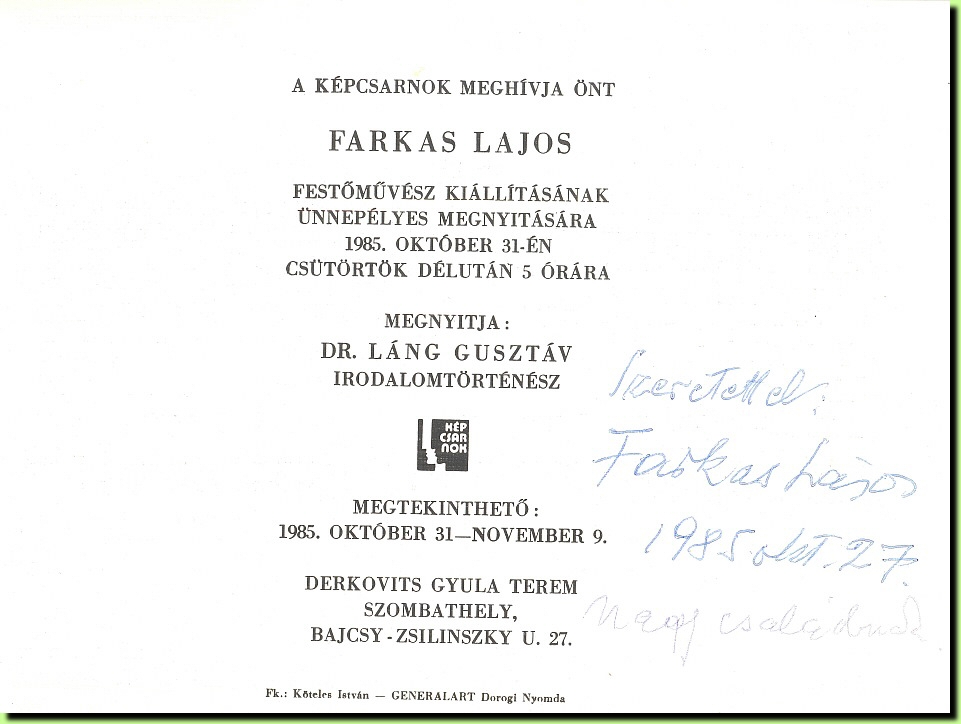 A KÉPCSARNOK MEGHÍVJA ÖNT
FARKAS LAJOS
FESTŐMŰVÉSZ KIÁLLÍTÁSÁNAK
ÜNNEPÉLYES MEGNYITÁSÁRA
1985. OKTÓBER 31-ÉN
CSÜTÖRTÖK DÉLUTÁN 5 ÓRÁRA
MEGNYITJA:
DR. LÁNG GUSZTÁV
IRODALOMTÖRTÉNÉSZ
KÉP
CSAR
NOK
MEGTEKINTHETŐ:
1985. OKTÓBER 31—NOVEMBER 9.
DERKOVITS GYULA TEREM
SZOMBATHELY,
BAJCSY-ZSILINSZKY U. 27.
Fk.: Köteles István — GENERALART Dorogi Nyomda
Szeretettel:
Farkas Lajos
1985. okt. 27.
Nagy családnak